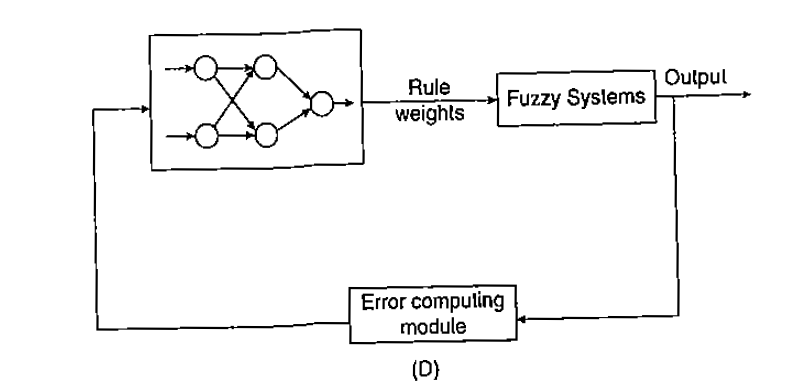 Rule
weights
Fuzzy Systems
Output
Error computing
module
(D)